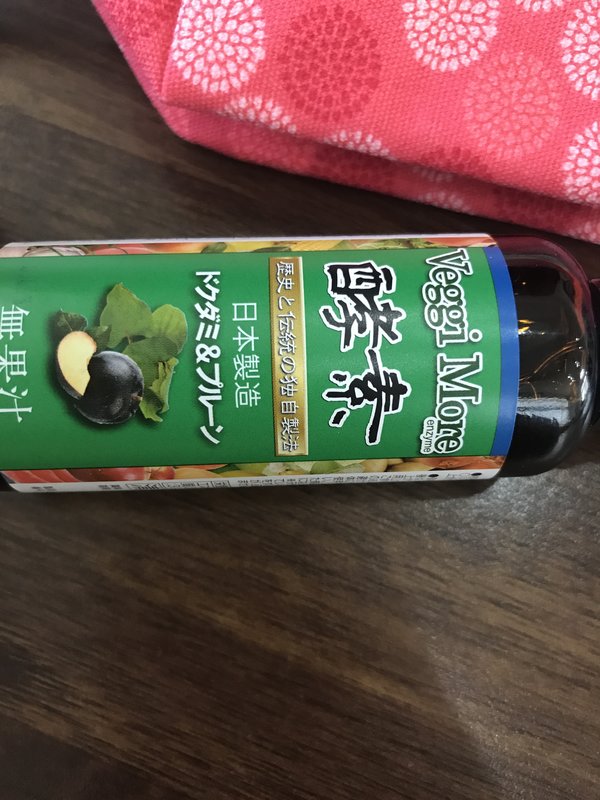 Veggi More
enzyme
酵素
歴史と伝統の独自製法
日本製造
ドクダミ&プルーン
無果汁